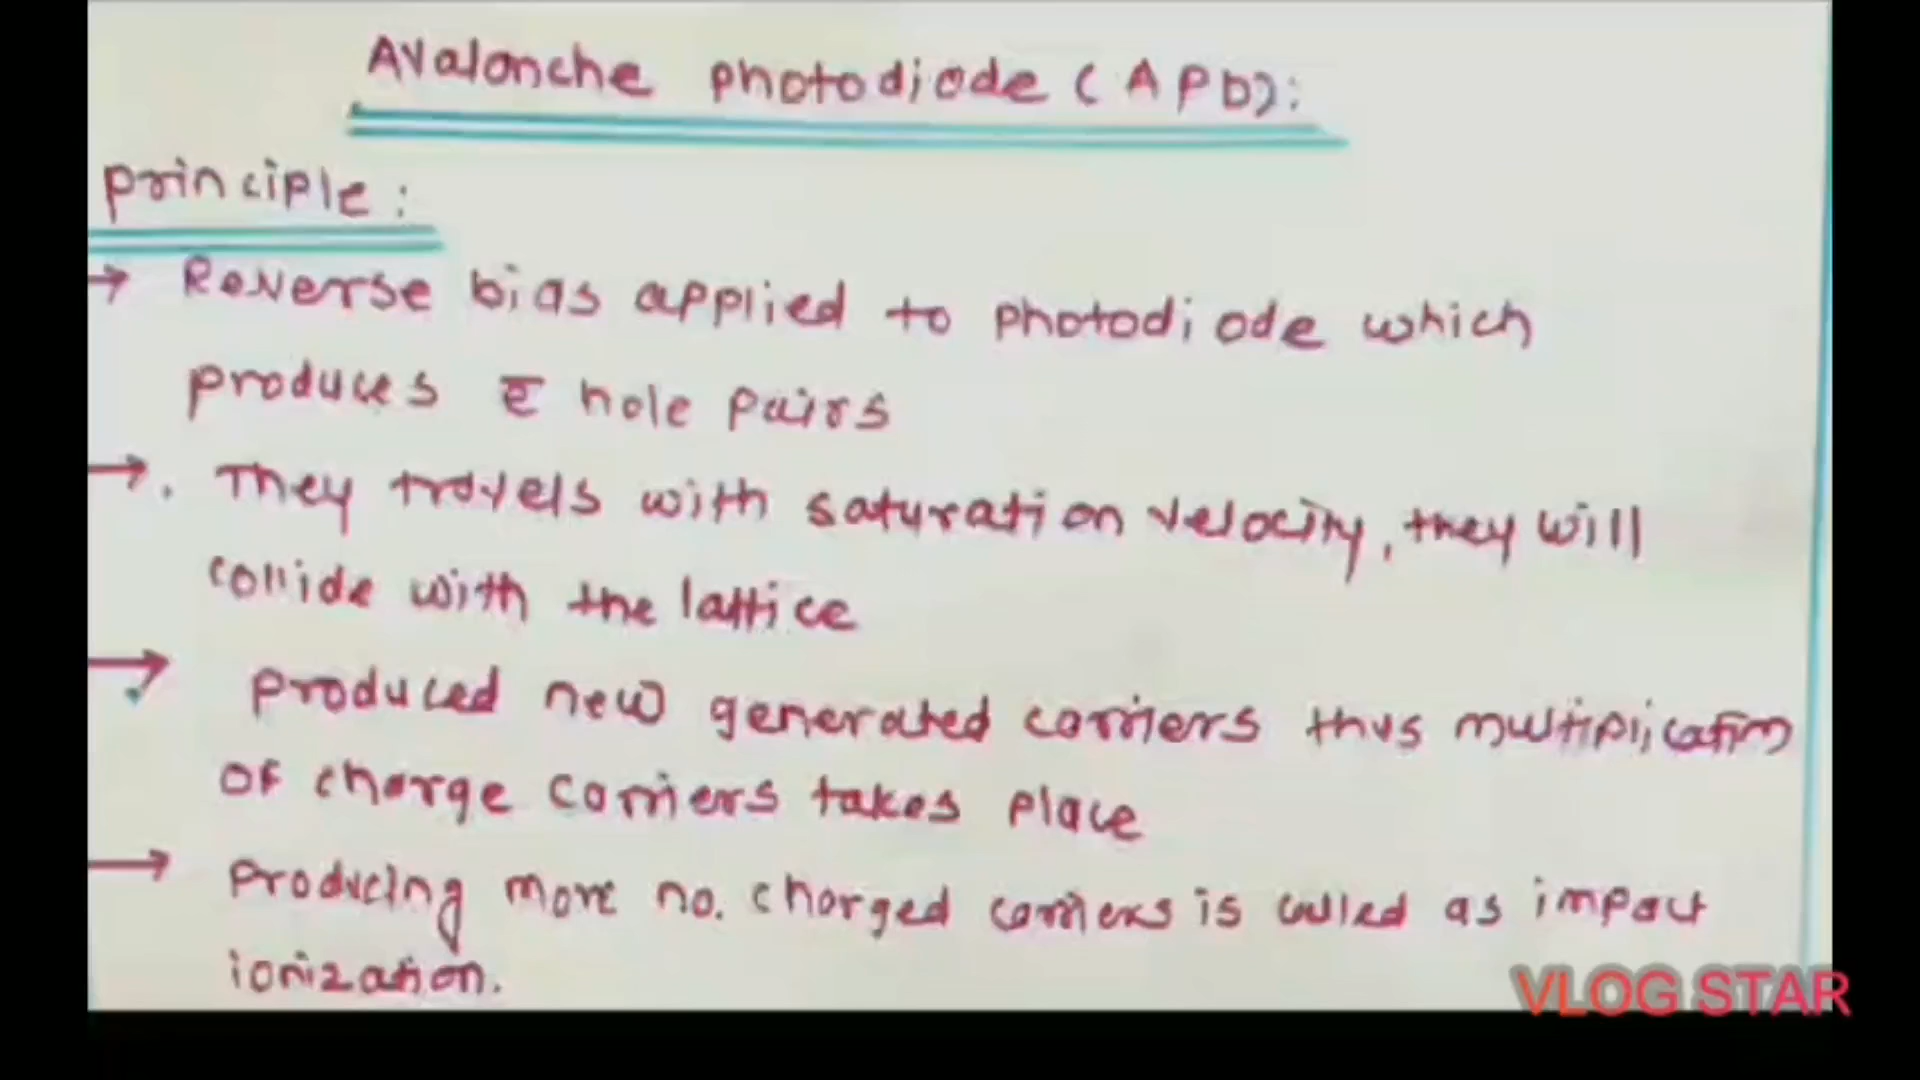 Avalanche photodiode (APD):
principle:
→ Reverse bias applied to photodiode which
produces e̅ hole pairs
→. They travels with saturation velocity, they will
collide with the lattice
→ produced new generated carriers thus multiplication
of charge carriers takes place
→ producing more no. charged carriers is called as impact
ionization.
VLOG STAR